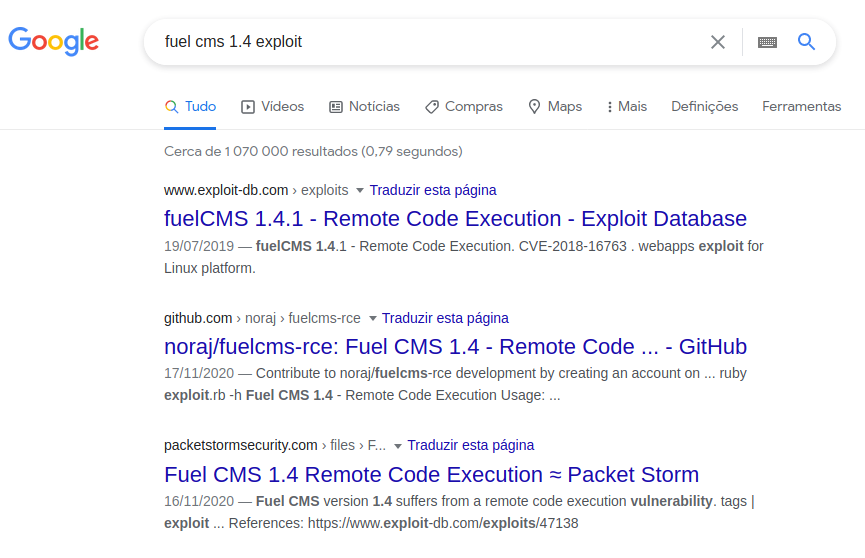 Google
fuel cms 1.4 exploit
Tudo Vídeos Notícias Compras Maps Mais Definições Ferramentas
Cerca de 1 070 000 resultados (0,79 segundos)
www.exploit-db.com › exploits Traduzir esta página
fuelCMS 1.4.1 - Remote Code Execution - Exploit Database
19/07/2019 — fuelCMS 1.4.1 - Remote Code Execution. CVE-2018-16763 . webapps exploit for
Linux platform.
github.com › noraj › fuelcms-rce Traduzir esta página
noraj/fuelcms-rce: Fuel CMS 1.4 - Remote Code ... - GitHub
17/11/2020 — Contribute to noraj/fuelcms-rce development by creating an account on ... ruby
exploit.rb -h Fuel CMS 1.4 - Remote Code Execution Usage: ...
packetstormsecurity.com › files › F... Traduzir esta página
Fuel CMS 1.4 Remote Code Execution ≈ Packet Storm
16/11/2020 — Fuel CMS version 1.4 suffers from a remote code execution vulnerability. tags |
exploit ... References: https://www.exploit-db.com/exploits/47138